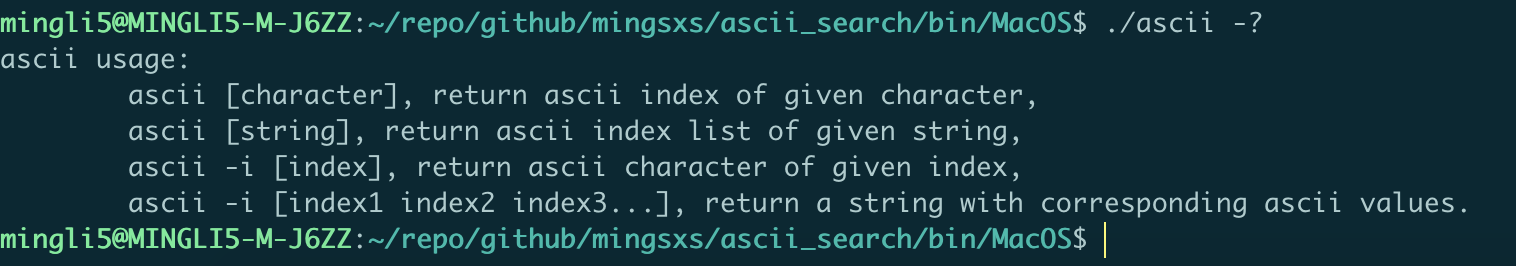 mingli5@MINGLI5-M-J6ZZ:~/repo/github/mingsxs/ascii_search/bin/MacOS$ ./ascii -?
ascii usage:
        ascii [character], return ascii index of given character,
        ascii [string], return ascii index list of given string,
        ascii -i [index], return ascii character of given index,
        ascii -i [index1 index2 index3...], return a string with corresponding ascii values.
mingli5@MINGLI5-M-J6ZZ:~/repo/github/mingsxs/ascii_search/bin/MacOS$